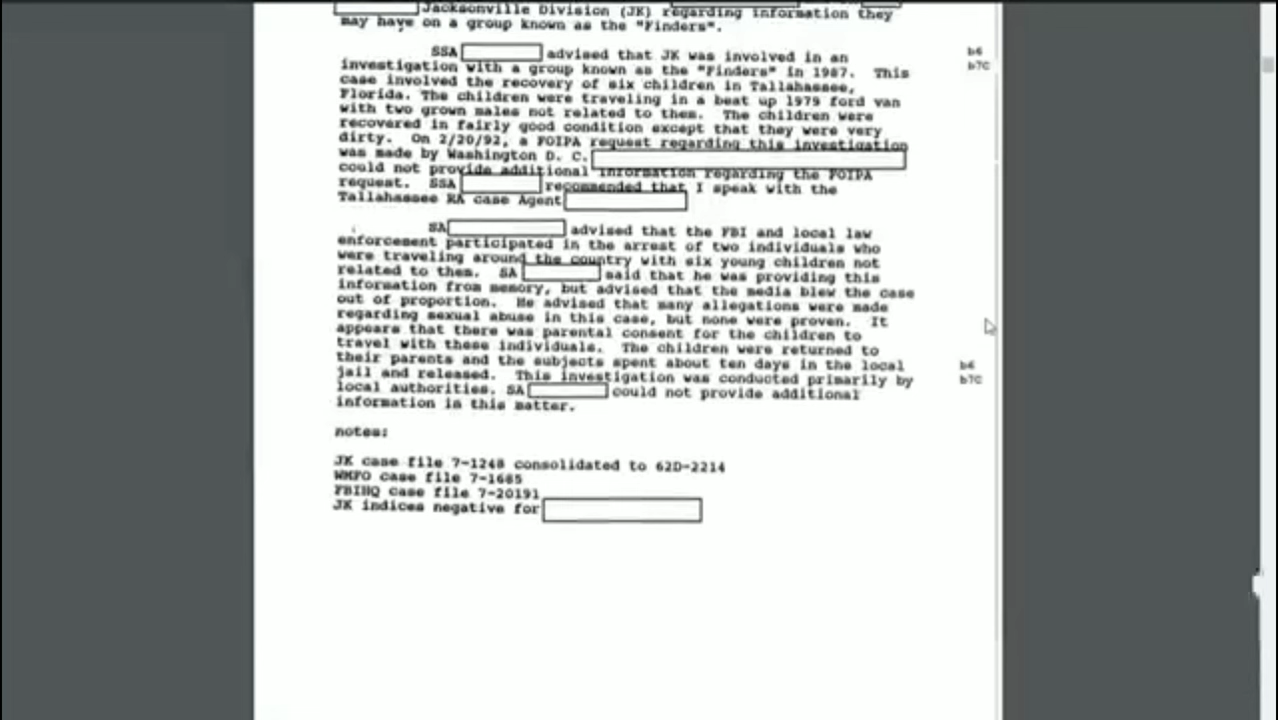 Jacksonville Division (JK) regarding information they
may have on a group known as the "Finders".
SSA advised that JK was involved in an
b6
investigation with a group known as the "Finders" in 1987. This
b7C
case involved the recovery of six children in Tallahassee,
Florida. The children were traveling in a beat up 1979 ford van
with two grown males not related to them. The children were
recovered in fairly good condition except that they were very
dirty. On 2/20/92, a FOIPA request regarding this investigation
was made by Washington D. C.
could not provide additional information regarding the FOIPA
request. SSA recommended that I speak with the
Tallahassee RA case Agent
SA advised that the FBI and local law
enforcement participated in the arrest of two individuals who
were traveling around the country with six young children not
related to them. SA said that he was providing this
information from memory, but advised that the media blew the case
out of proportion. He advised that many allegations were made
regarding sexual abuse in this case, but none were proven. It
appears that there was parental consent for the children to
travel with these individuals. The children were returned to
their parents and the subjects spent about ten days in the local
b6
jail and released. This investigation was conducted primarily by
b7C
local authorities. SA could not provide additional
information in this matter.
notes:
JK case file 7-1248 consolidated to 62D-2214
WMFO case file 7-1685
FBIHQ case file 7-20191
JK indices negative for